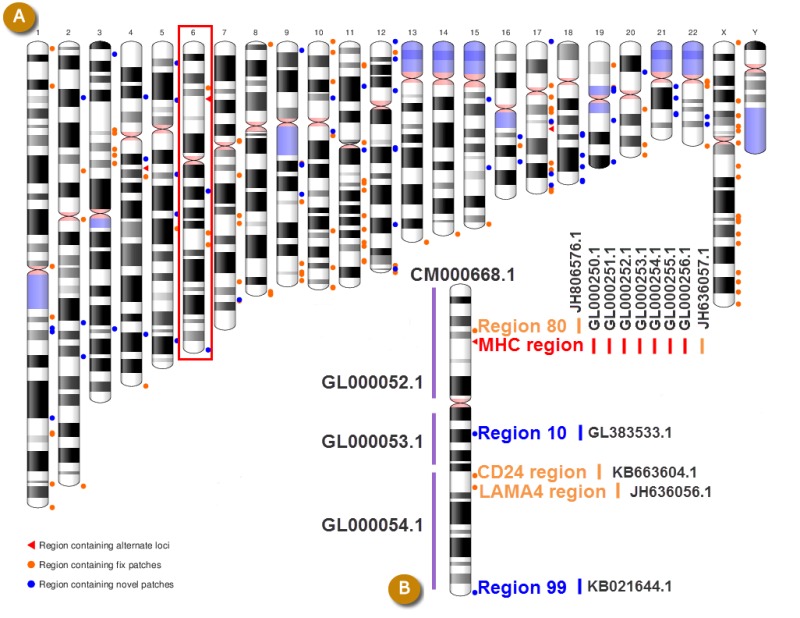 A
1 2 3 4 5 6 7 8 9 10 11 12 13 14 15 16 17 18 19 20 21 22 X Y
CM000668.1
JH806576.1
GL000250.1
GL000251.1
GL000252.1
GL000253.1
GL000254.1
GL000255.1
GL000256.1
JH636057.1
Region 80
MHC region
GL000052.1
Region 10 GL383533.1
GL000053.1
CD24 region KB663604.1
LAMA4 region JH636056.1
GL000054.1
Region containing alternate loci
Region containing fix patches
Region containing novel patches
B
Region 99 KB021644.1